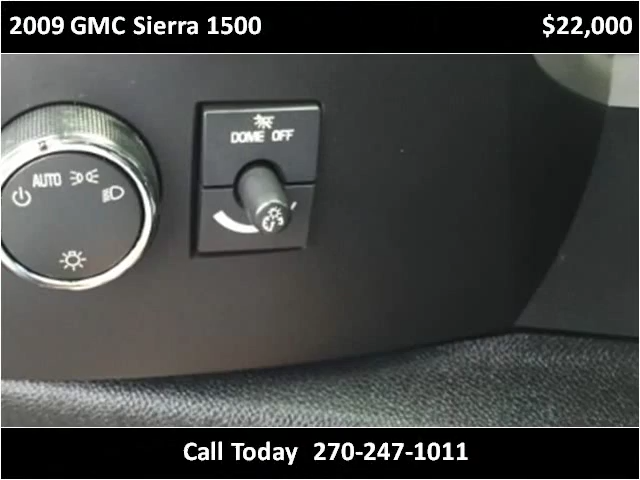 2009 GMC Sierra 1500 $22,000
DOME OFF
AUTO
Call Today 270-247-1011